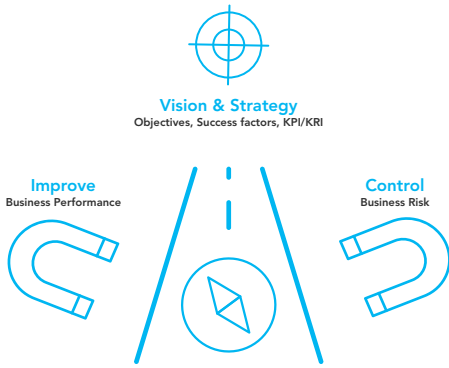 Vision & Strategy
Objectives, Success factors, KPI/KRI
Improve
Business Performance
Control
Business Risk